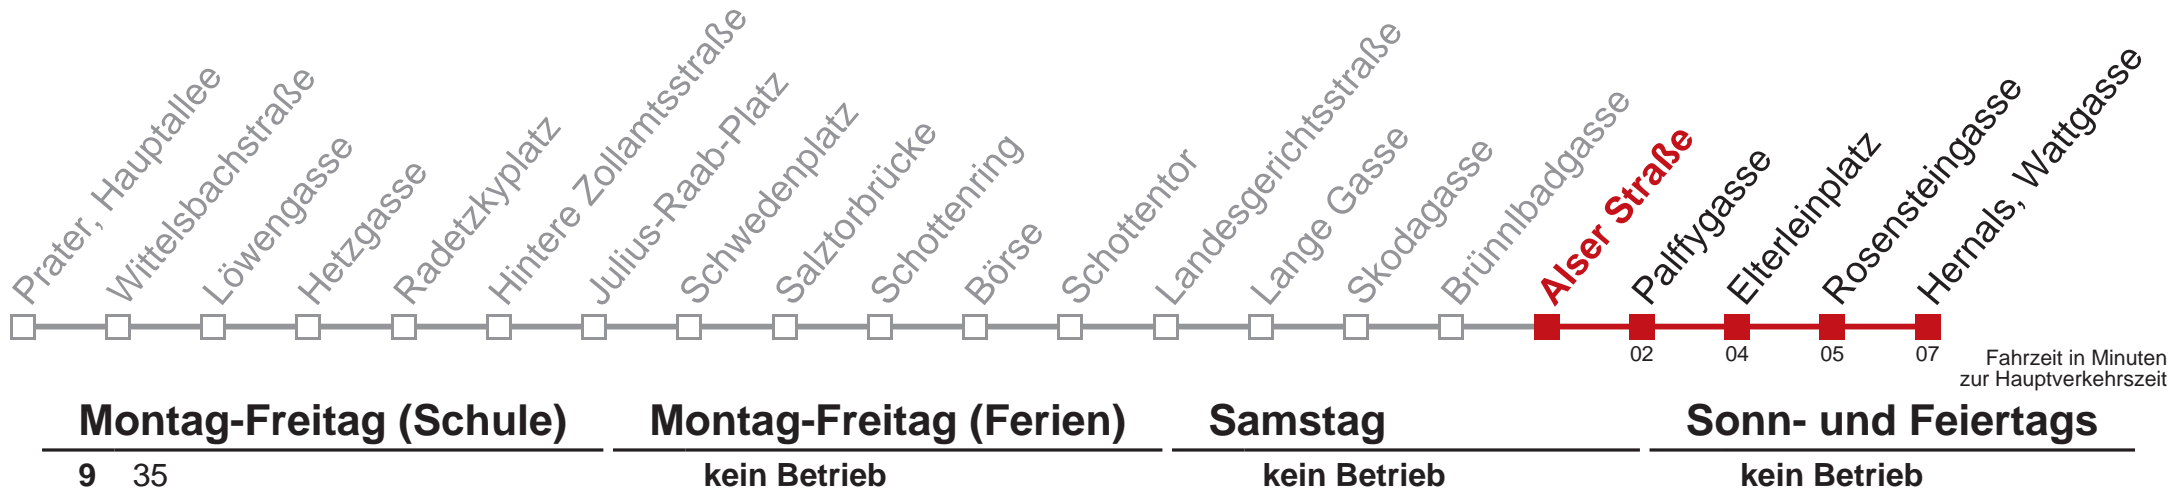 Prater, Hauptallee
Wittelsbachstraße
Löwengasse
Hetzgasse
Radetzkyplatz
Hintere Zollamtsstraße
Julius-Raab-Platz
Schwedenplatz
Salztorbrücke
Schottenring
Börse
Schottentor
Landesgerichtsstraße
Lange Gasse
Skodagasse
Brünnlbadgasse
Alser Straße
Palffygasse
Elterleinplatz
Rosensteingasse
Hernals, Wattgasse
02 04 05 07
Fahrzeit in Minuten
zur Hauptverkehrszeit
Montag-Freitag (Schule) Montag-Freitag (Ferien) Samstag Sonn- und Feiertags
9 35 kein Betrieb kein Betrieb kein Betrieb